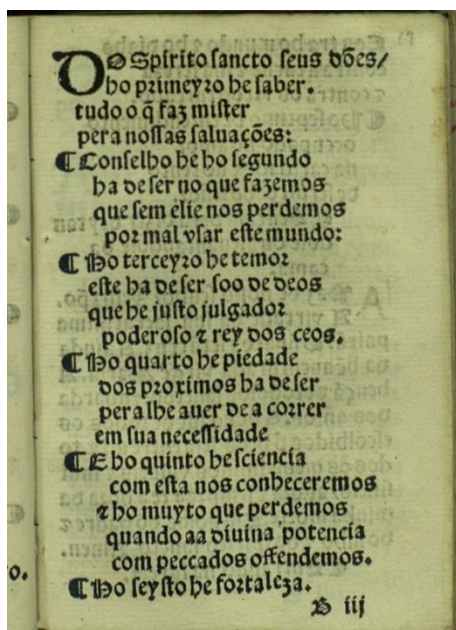 DO Spirito sancto seus dões/
ho primeyro he saber.
tudo o q̃ faz mister
pera nossas saluações:
¶ Conselho he ho segundo
ha de ser no que fazemos
que sem elle nos perdemos
por mal vsar este mundo:
¶ Ho terceyro he temor
este ha de ser soo de deos
que he justo julgador
poderoso ⁊ rey dos ceos.
¶ Ho quarto he piedade
dos proximos ha de ser
pera lhe auer de a correr
em sua necessidade
¶ E ho quinto he sciencia
com esta nos conheceremos
⁊ ho muyto que perdemos
quando aa diuina potencia
com peccados offendemos.
¶ Ho seysto he fortaleza.
B iij
o.